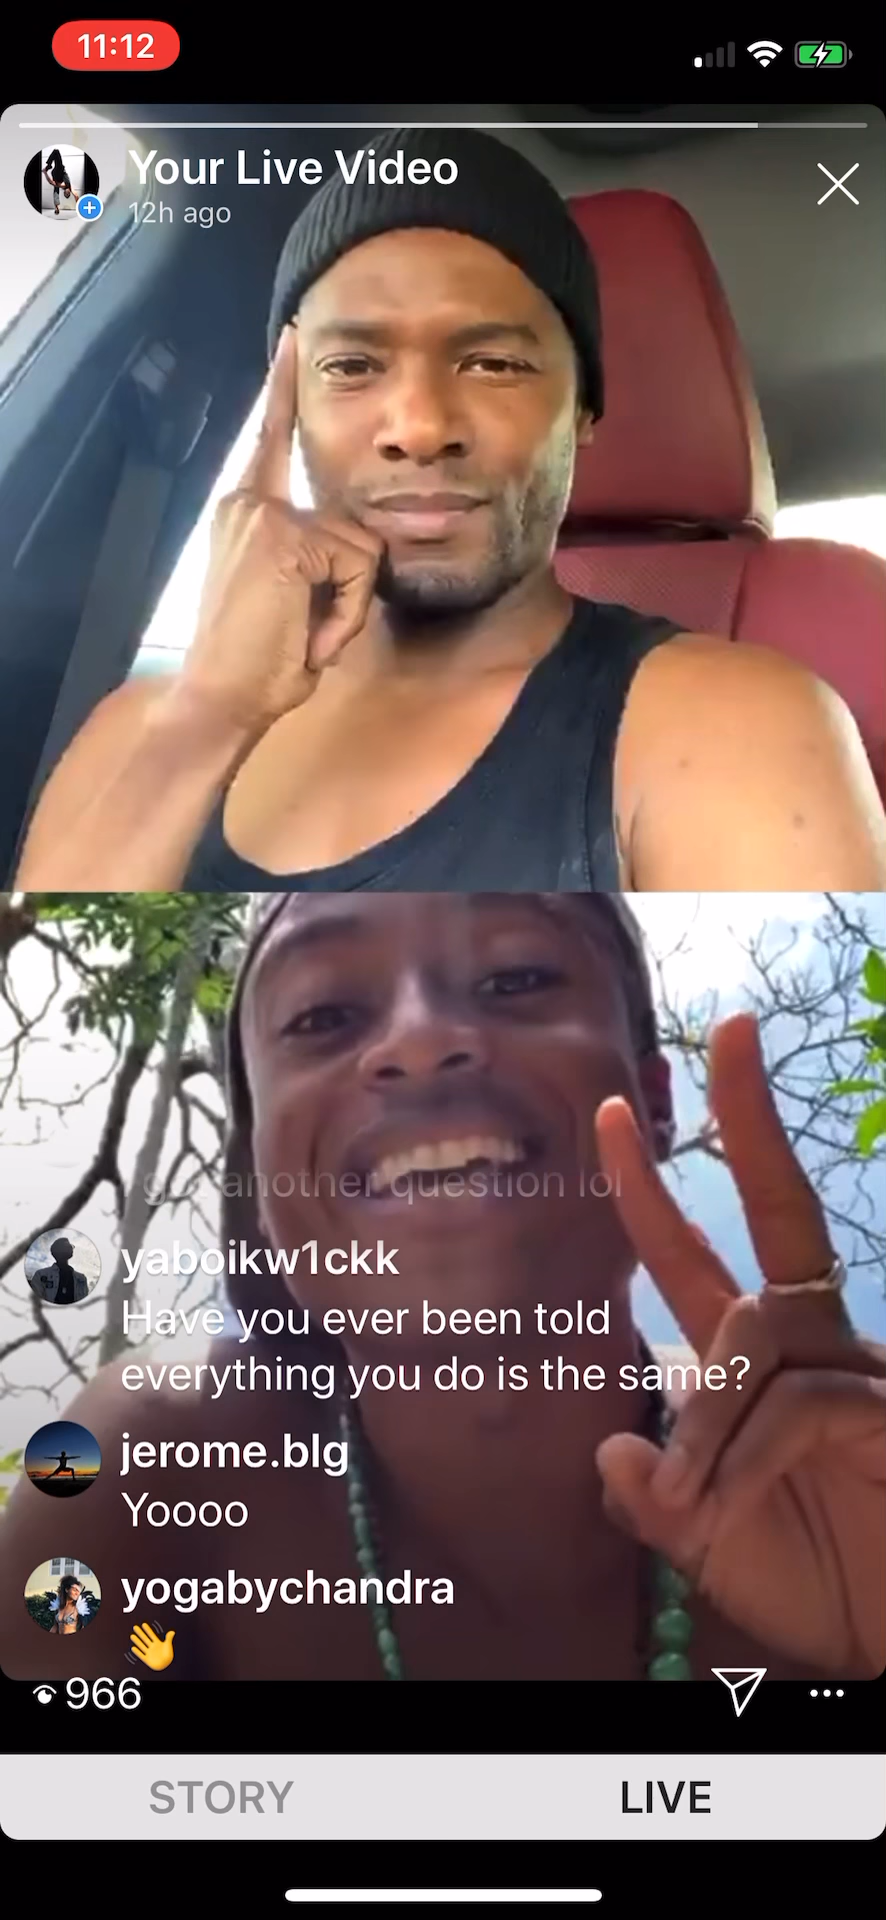 11:12
Your Live Video
12h ago
another question lol
yaboikw1ckk
Have you ever been told
everything you do is the same?
jerome.blg
Yoooo
yogabychandra
👋
966
STORY
LIVE